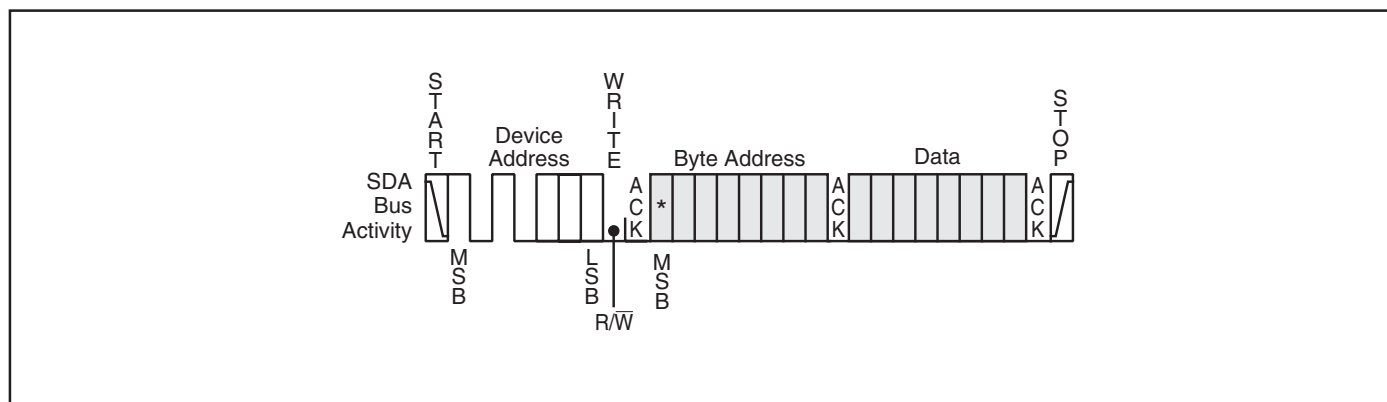 START
WRITE
STOP
Device
Address
Byte Address
Data
SDA
Bus
Activity
ACK
*
ACK
ACK
MSB
LSB
MSB
R/W̅